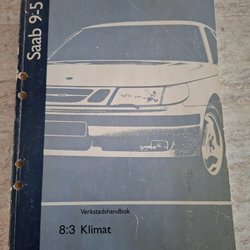 Saab 9-5
Verkstadshandbok
8:3 Klimat